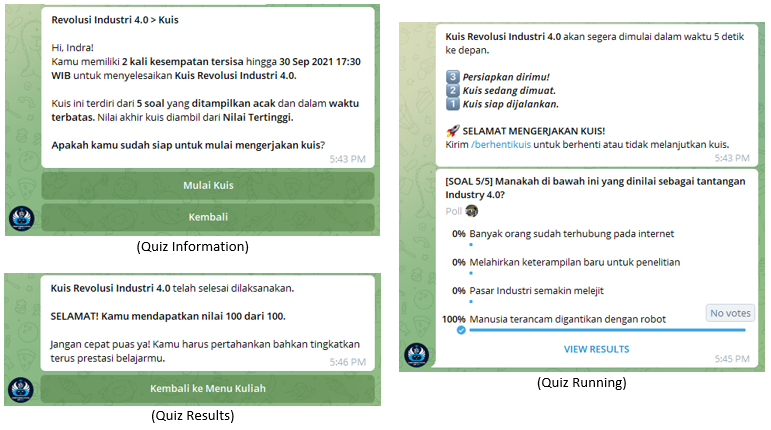 Revolusi Industri 4.0 > Kuis
Hi, Indra!
Kamu memiliki 2 kali kesempatan tersisa hingga 30 Sep 2021 17:30
WIB untuk menyelesaikan Kuis Revolusi Industri 4.0.
Kuis ini terdiri dari 5 soal yang ditampilkan acak dan dalam waktu
terbatas. Nilai akhir kuis diambil dari Nilai Tertinggi.
Apakah kamu sudah siap untuk mulai mengerjakan kuis?
5:43 PM
Mulai Kuis
Kembali
(Quiz Information)
Kuis Revolusi Industri 4.0 telah selesai dilaksanakan.
SELAMAT! Kamu mendapatkan nilai 100 dari 100.
Jangan cepat puas ya! Kamu harus pertahankan bahkan tingkatkan
terus prestasi belajarmu.
5:46 PM
Kembali ke Menu Kuliah
(Quiz Results)
Kuis Revolusi Industri 4.0 akan segera dimulai dalam waktu 5 detik
ke depan.
3 Persiapkan dirimu!
2 Kuis sedang dimuat.
1 Kuis siap dijalankan.
🚀 SELAMAT MENGERJAKAN KUIS!
Kirim /berhentikuis untuk berhenti atau tidak melanjutkan kuis.
5:43 PM
[SOAL 5/5] Manakah di bawah ini yang dinilai sebagai tantangan
Industry 4.0?
Poll
0% Banyak orang sudah terhubung pada internet
0% Melahirkan keterampilan baru untuk penelitian
0% Pasar Industri semakin melejit
No votes
100% Manusia terancam digantikan dengan robot
VIEW RESULTS
5:45 PM
(Quiz Running)